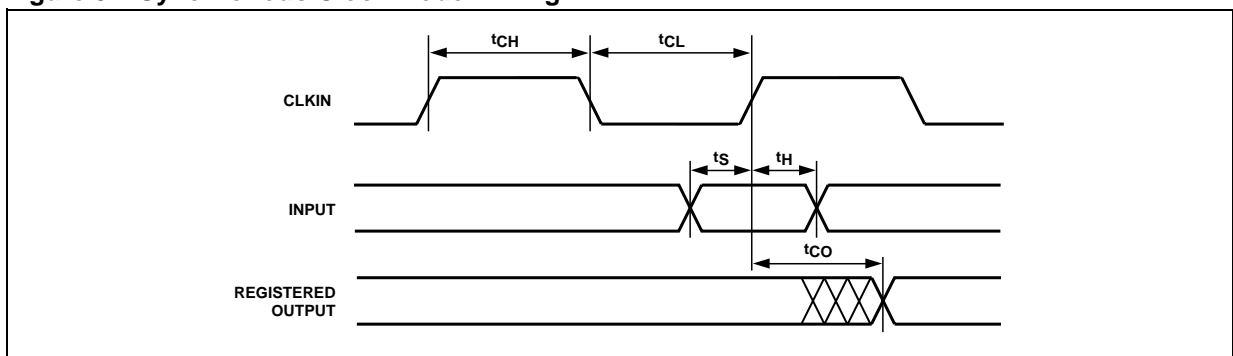 tCH
tCL
CLKIN
tS
tH
INPUT
tCO
REGISTERED
OUTPUT